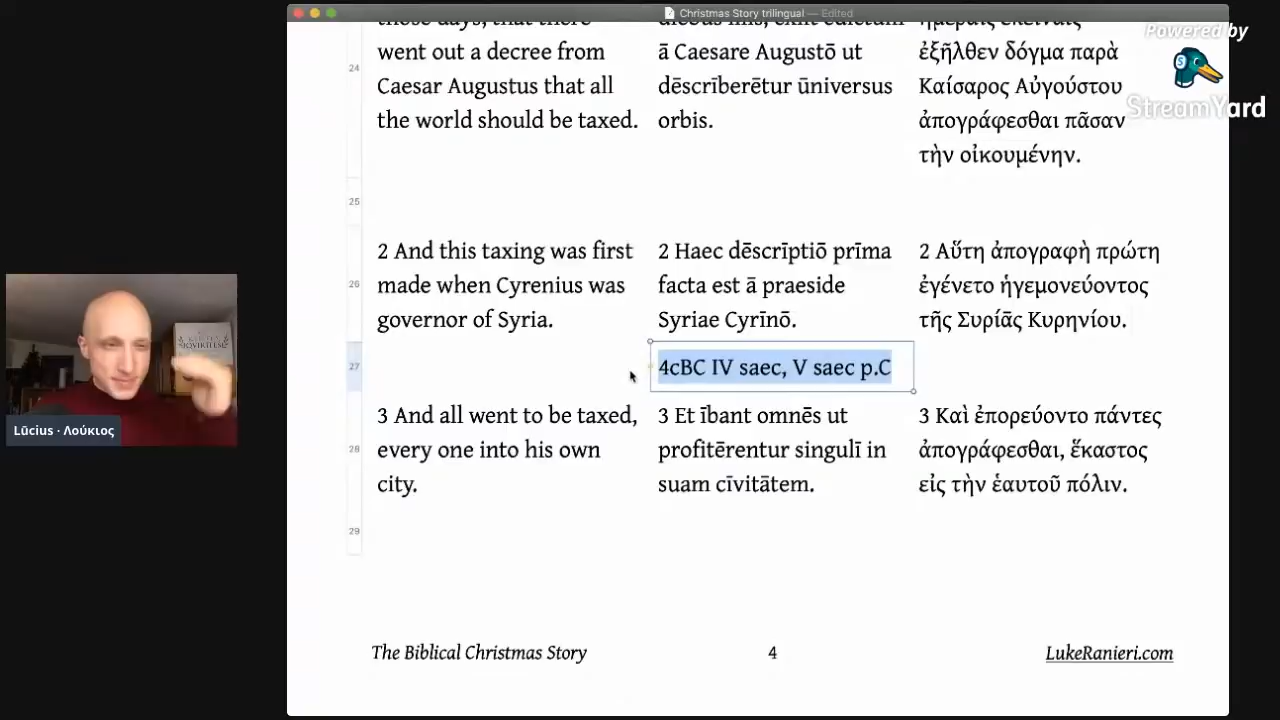 Christmas Story trilingual — Edited
Powered by
StreamYard
went out a decree from
Caesar Augustus that all
the world should be taxed.
ā Caesare Augustō ut
dēscrīberētur ūniversus
orbis.
ἐξῆλθεν δόγμα παρὰ
Καίσαρος Αὐγούστου
ἀπογράφεσθαι πᾶσαν
τὴν οἰκουμένην.
24
25
26
27
28
29
2 And this taxing was first
made when Cyrenius was
governor of Syria.
2 Haec dēscrīptiō prīma
facta est ā praeside
Syriae Cyrīnō.
2 Αὕτη ἀπογραφὴ πρώτη
ἐγένετο ἡγεμονεύοντος
τῆς Συρίᾱς Κυρηνίου.
4cBC IV saec, V saec p.C
3 And all went to be taxed,
every one into his own
city.
3 Et ībant omnēs ut
profitērentur singulī in
suam cīvitātem.
3 Καὶ ἐπορεύοντο πάντες
ἀπογράφεσθαι, ἕκαστος
εἰς τὴν ἑαυτοῦ πόλιν.
Lūcius · Λούκιος
The Biblical Christmas Story
4
LukeRanieri.com